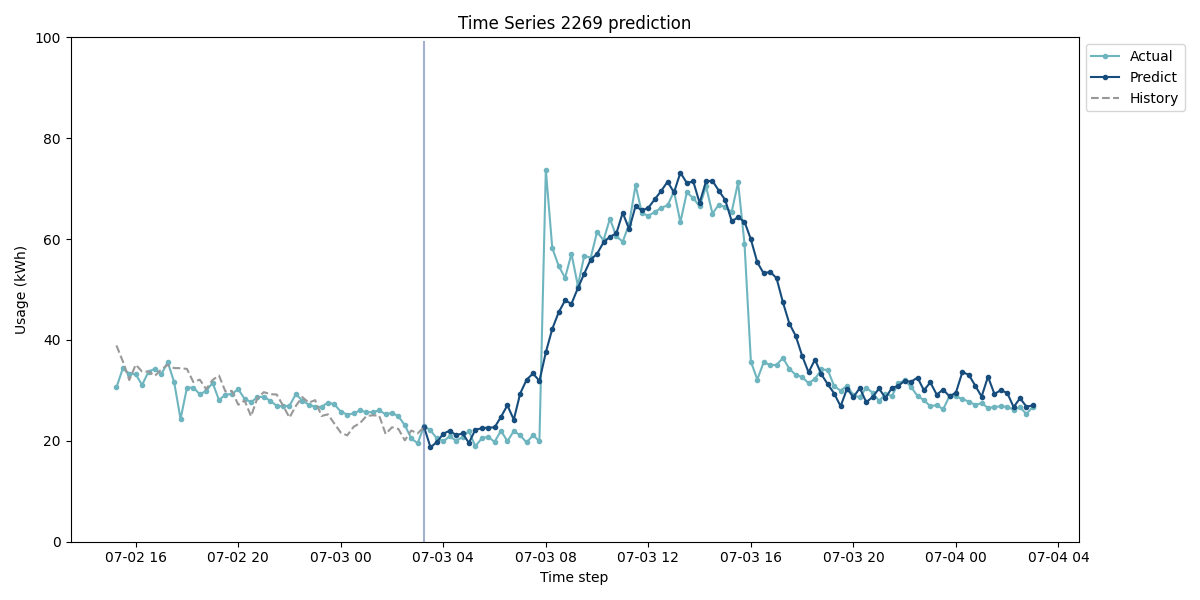 Time Series 2269 prediction
Actual
Predict
History
Usage (kWh)
100
80
60
40
20
0
07-02 16
07-02 20
07-03 00
07-03 04
07-03 08
07-03 12
07-03 16
07-03 20
07-04 00
07-04 04
Time step